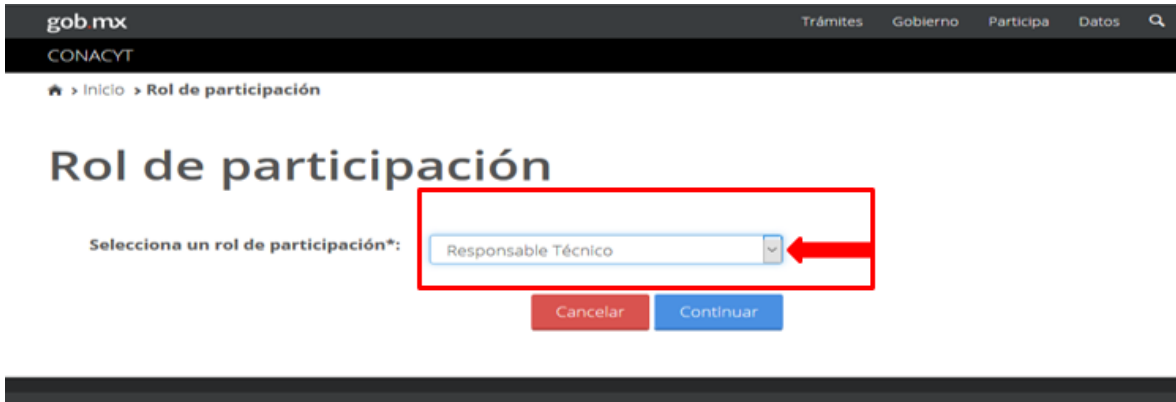 gob.mx Trámites Gobierno Participa Datos
CONACYT
> Inicio > Rol de participación
Rol de participación
Selecciona un rol de participación*: Responsable Técnico
Cancelar Continuar